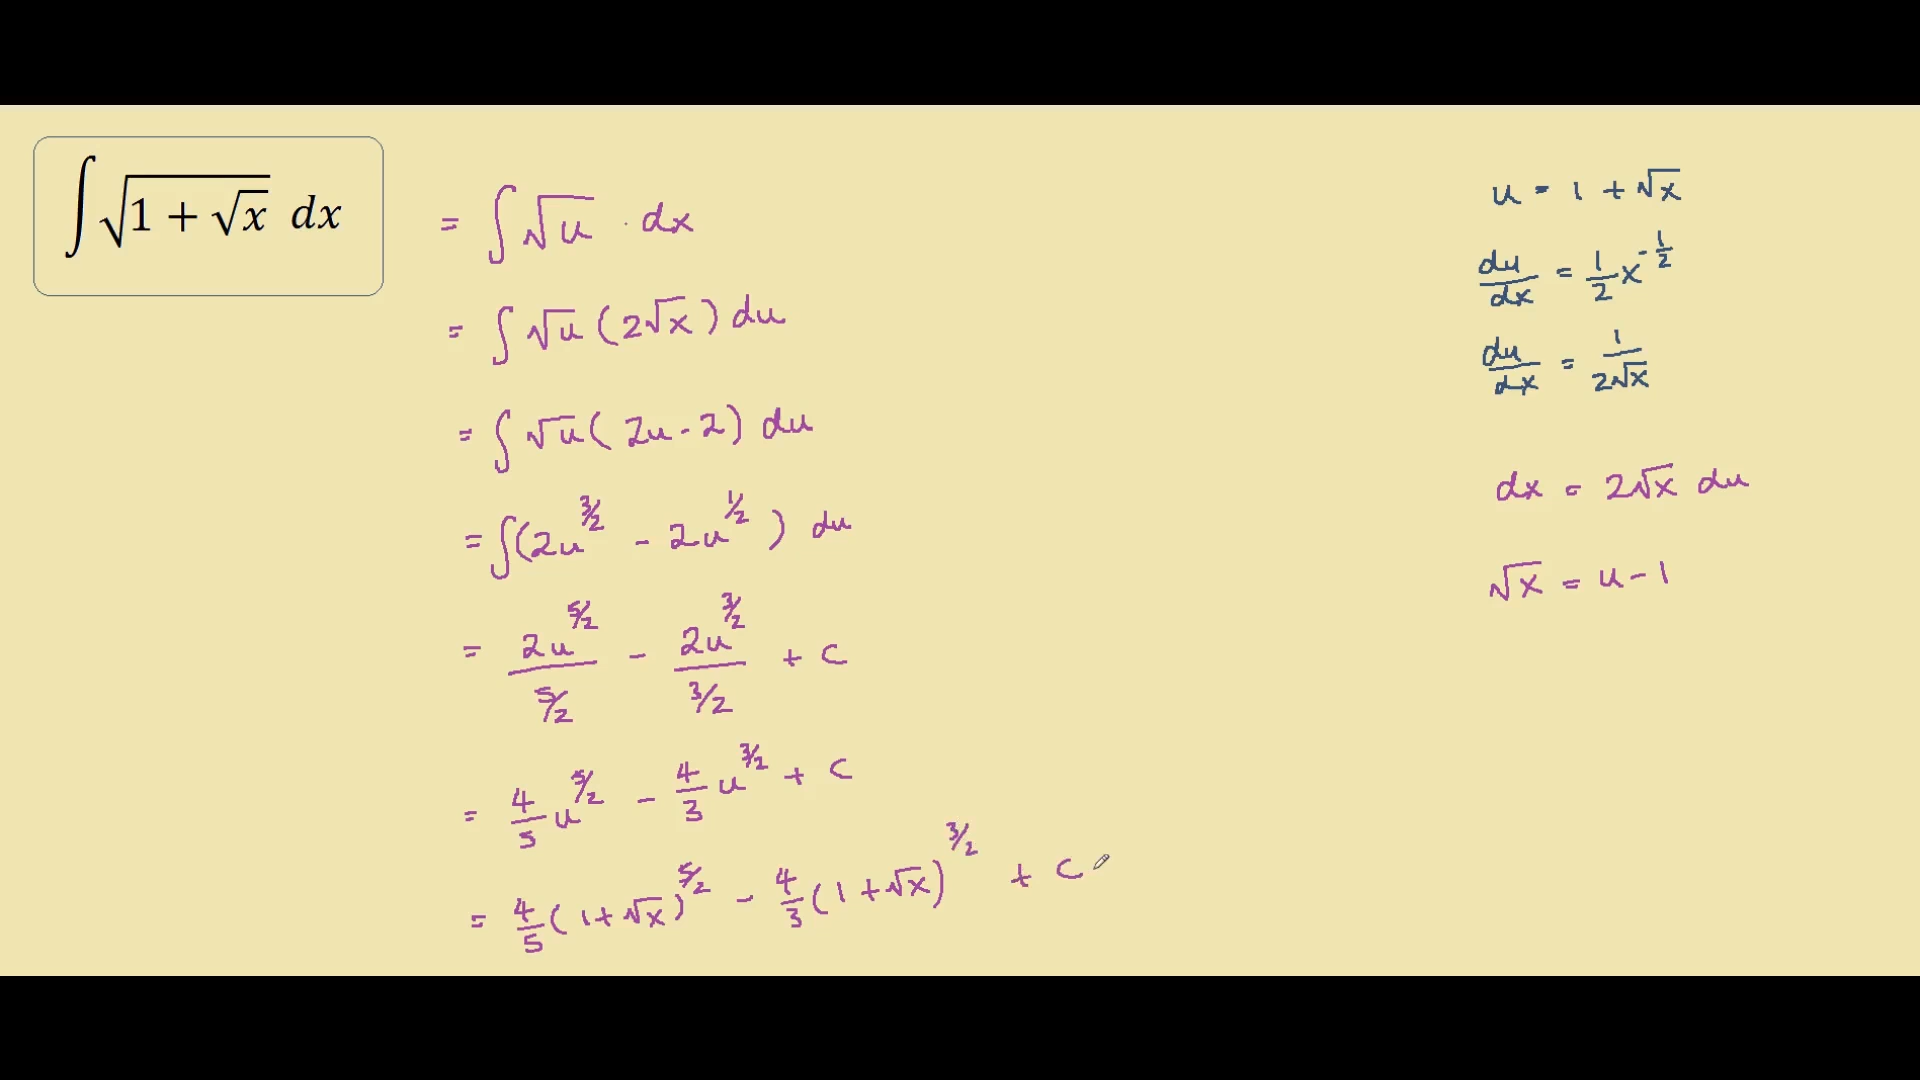 ∫√(1+√x) dx
= ∫√u · dx
= ∫√u (2√x) du
= ∫√u (2u - 2) du
= ∫(2u^(3/2) - 2u^(1/2)) du
= 2u^(5/2)/(5/2) - 2u^(3/2)/(3/2) + c
= 4/5 u^(5/2) - 4/3 u^(3/2) + c
= 4/5 (1+√x)^(5/2) - 4/3 (1+√x)^(3/2) + c
u = 1 + √x
du/dx = 1/2 x^(-1/2)
du/dx = 1/(2√x)
dx = 2√x du
√x = u - 1